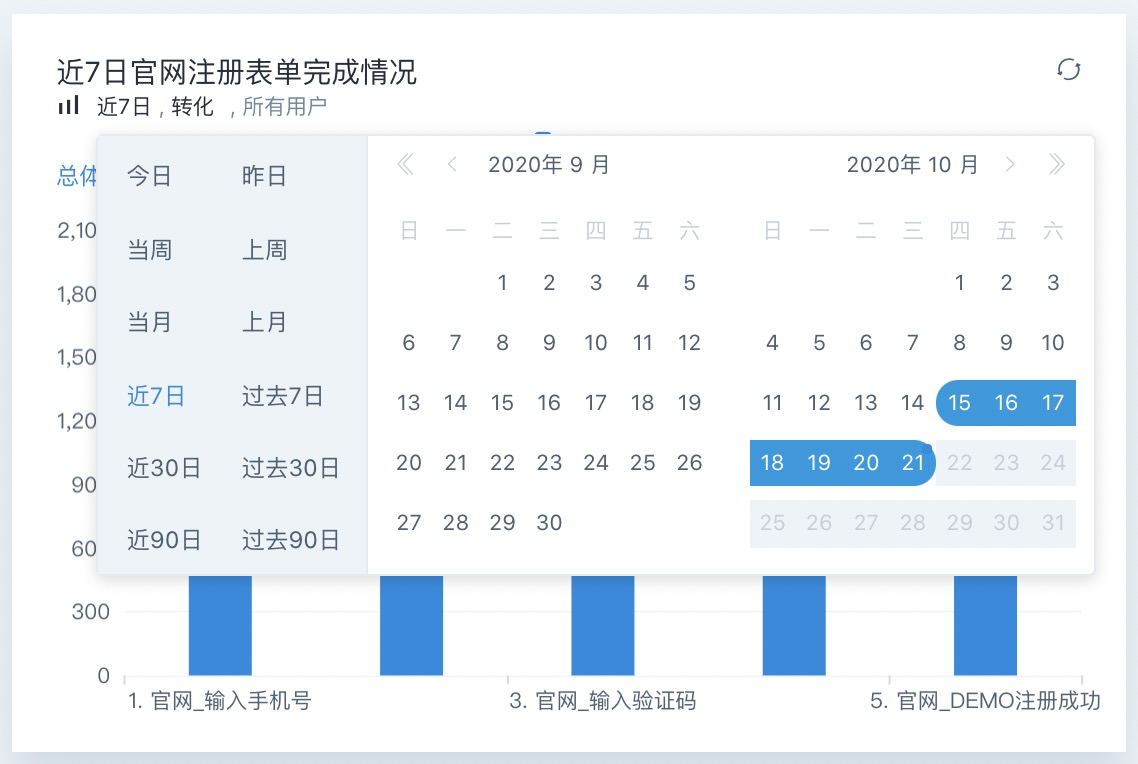 近7日官网注册表单完成情况
近7日 , 转化 , 所有用户
总体
今日 昨日
当周 上周
当月 上月
近7日 过去7日
近30日 过去30日
近90日 过去90日
2020年 9 月
日 一 二 三 四 五 六
1 2 3 4 5
6 7 8 9 10 11 12
13 14 15 16 17 18 19
20 21 22 23 24 25 26
27 28 29 30
2020年 10 月
日 一 二 三 四 五 六
1 2 3
4 5 6 7 8 9 10
11 12 13 14 15 16 17
18 19 20 21 22 23 24
25 26 27 28 29 30 31
2,10
1,80
1,50
1,20
90
60
300
0
1. 官网_输入手机号
3. 官网_输入验证码
5. 官网_DEMO注册成功